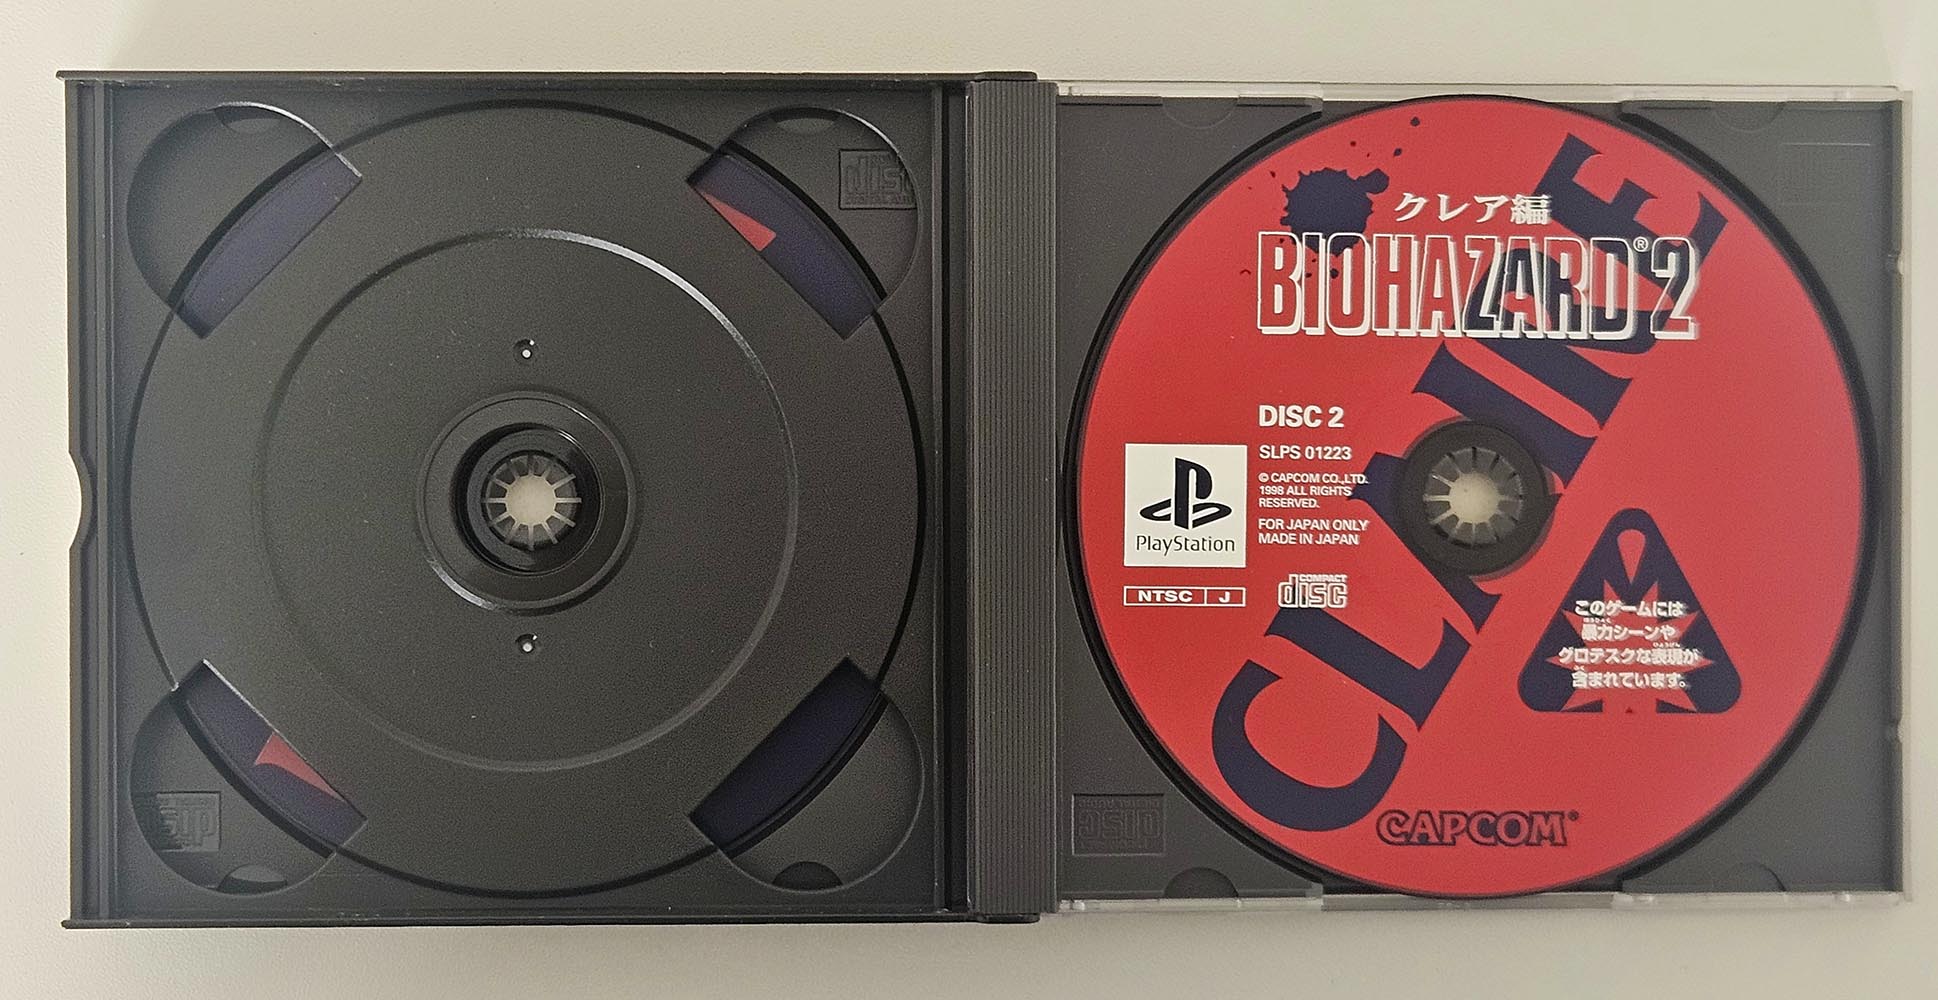 クレア編
BIOHAZARD®2
CLAIRE
DISC 2
SLPS 01223
© CAPCOM CO.,LTD.
1998 ALL RIGHTS
RESERVED.
FOR JAPAN ONLY
MADE IN JAPAN
PlayStation
NTSC J
COMPACT
disc
このゲームには
暴力シーンや
グロテスクな表現が
含まれています。
CAPCOM®